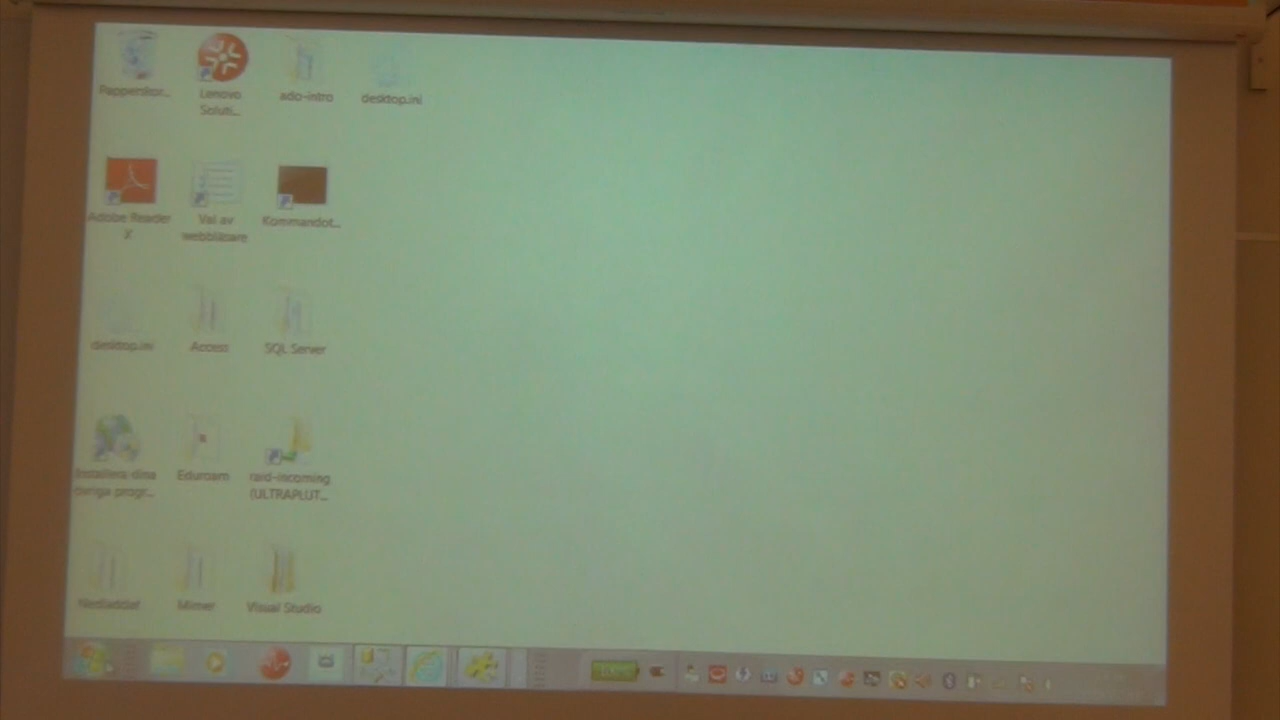 Papperskor...
Lenovo
Soluti...
ado-intro
desktop.ini
Adobe Reader
X
Val av
webbläsare
Kommandot...
desktop.ini
Access
SQL Server
Installera dina
övriga progr...
Eduroam
raid-incoming
(ULTRAPLUT...
Nedladdat
Mimer
Visual Studio